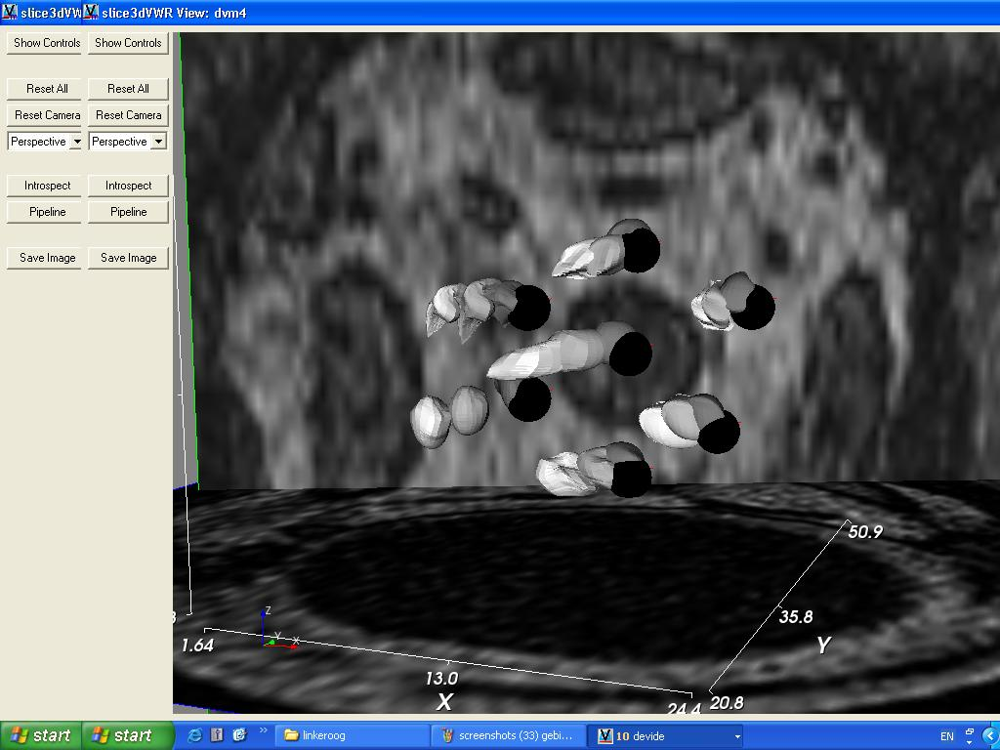 slice3dVW slice3dVWR View: dvm4
Show Controls Show Controls
Reset All Reset All
Reset Camera Reset Camera
Perspective Perspective
Introspect Introspect
Pipeline Pipeline
Save Image Save Image
50.9
35.8
Y
20.8
Z
Y X
3
1.64
13.0
X
24.4
start start linkeroog screenshots (33) gebi... 10 devide EN